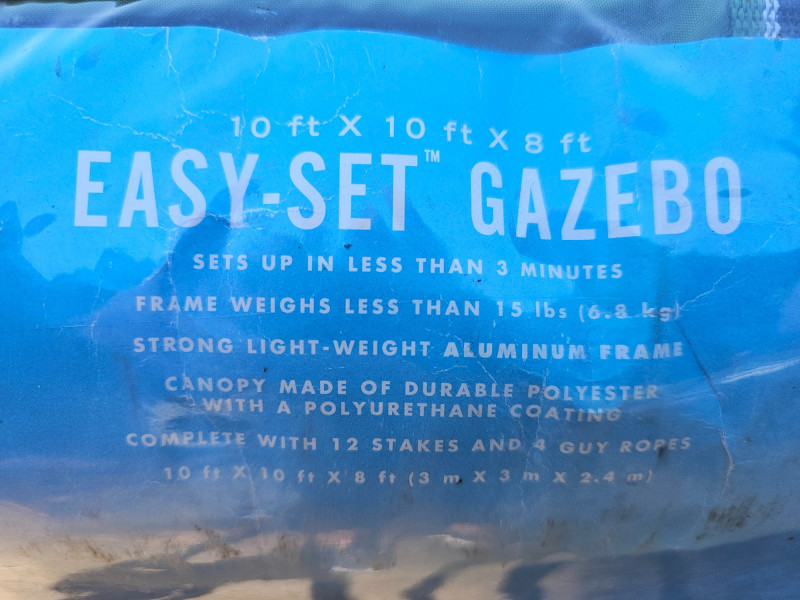 10 ft X 10 ft X 8 ft
EASY-SET™ GAZEBO
SETS UP IN LESS THAN 3 MINUTES
FRAME WEIGHS LESS THAN 15 lbs (6.8 kg)
STRONG LIGHT-WEIGHT ALUMINUM FRAME
CANOPY MADE OF DURABLE POLYESTER
WITH A POLYURETHANE COATING
COMPLETE WITH 12 STAKES AND 4 GUY ROPES
10 ft X 10 ft X 8 ft (3 m X 3 m X 2.4 m)